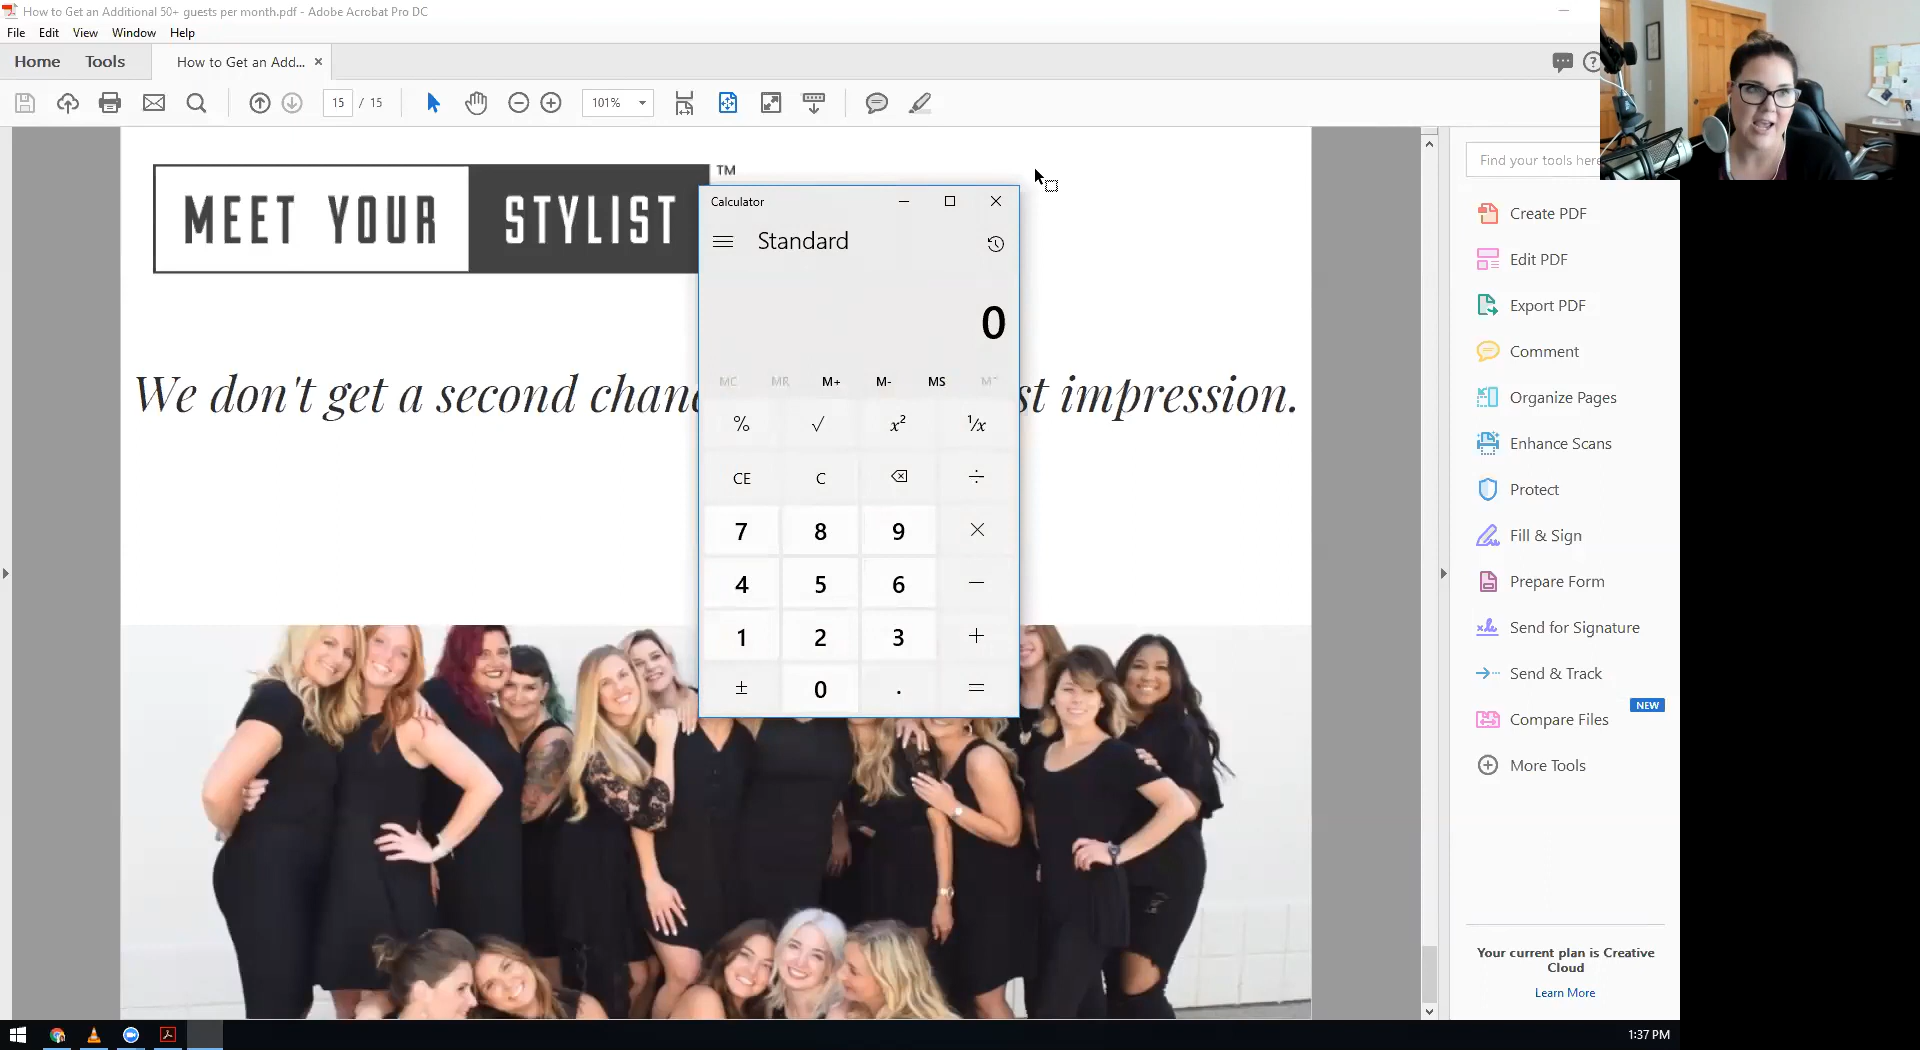 How to Get an Additional 50+ guests per month.pdf - Adobe Acrobat Pro DC
File Edit View Window Help
Home Tools How to Get an Add... ×
15 / 15 101%
MEET YOUR STYLIST ™
We don't get a second chanc st impression.
Calculator
Standard
0
MC MR M+ M- MS
% √ x² ¹/x
CE C ÷
7 8 9 ×
4 5 6 −
1 2 3 +
± 0 . =
Find your tools here
Create PDF
Edit PDF
Export PDF
Comment
Organize Pages
Enhance Scans
Protect
Fill & Sign
Prepare Form
Send for Signature
Send & Track
NEW
Compare Files
More Tools
Your current plan is Creative
Cloud
Learn More
1:37 PM